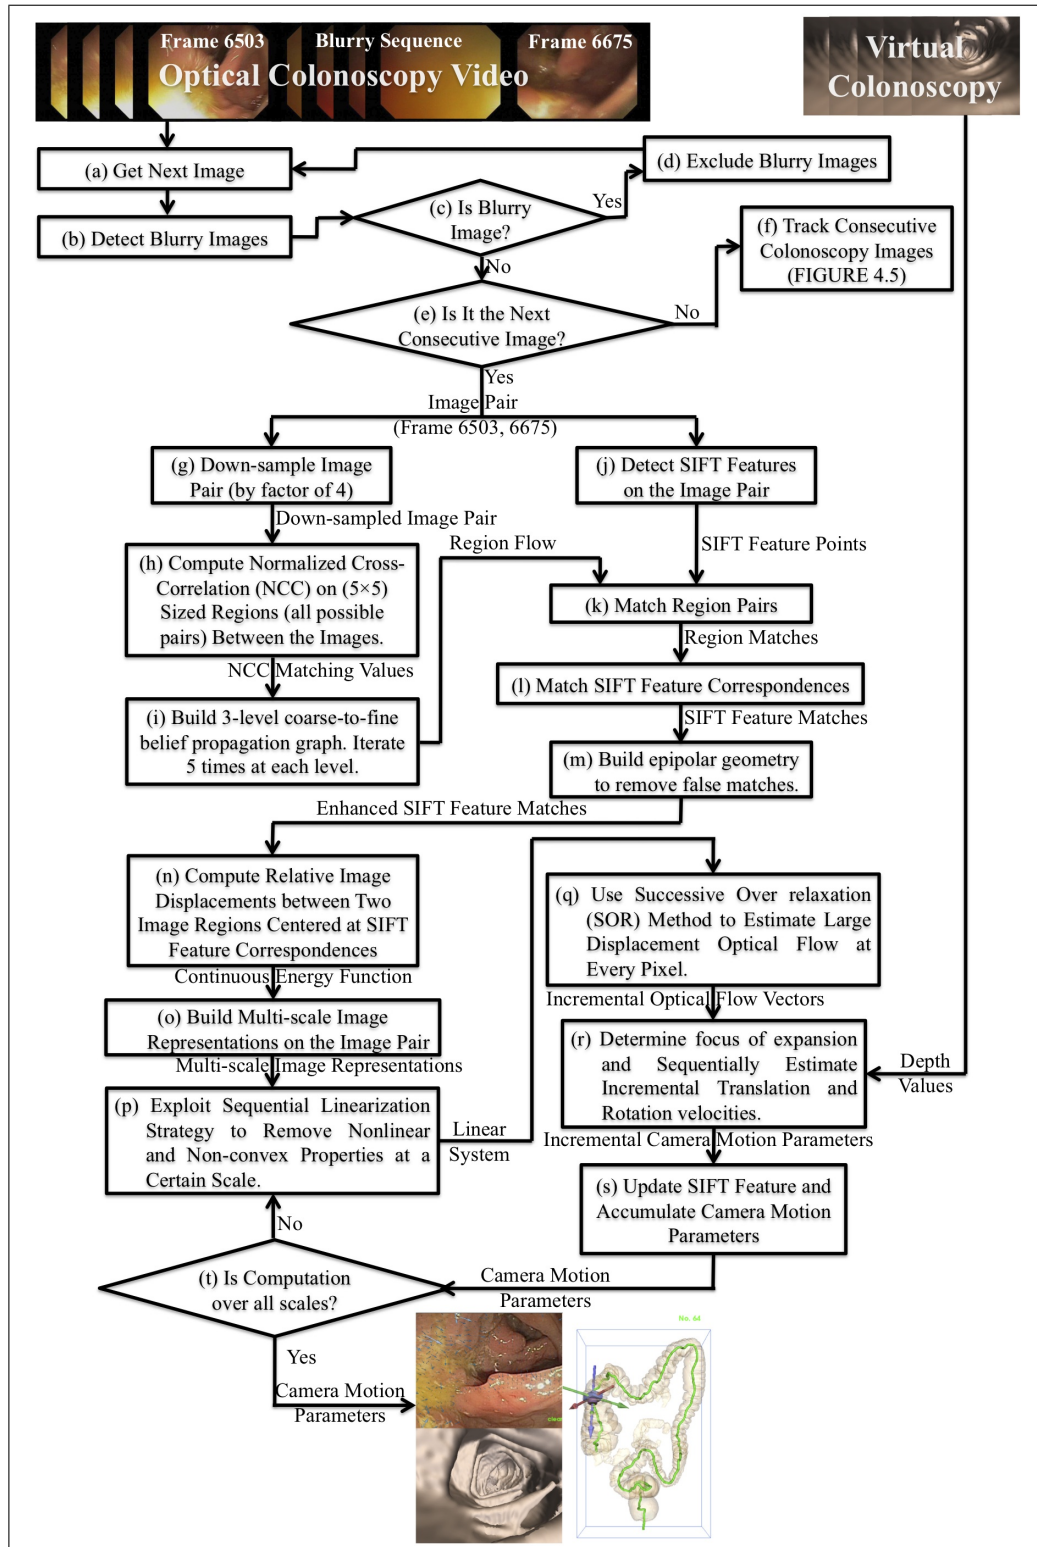 Frame 6503
Blurry Sequence
Frame 6675
Optical Colonoscopy Video
Virtual
Colonoscopy
(a) Get Next Image
(d) Exclude Blurry Images
(b) Detect Blurry Images
(c) Is Blurry
Image?
Yes
No
(f) Track Consecutive
Colonoscopy Images
(FIGURE 4.5)
(e) Is It the Next
Consecutive Image?
No
Yes
Image Pair
(Frame 6503, 6675)
(g) Down-sample Image
Pair (by factor of 4)
(j) Detect SIFT Features
on the Image Pair
Down-sampled Image Pair
Region Flow
SIFT Feature Points
(h) Compute Normalized Cross-
Correlation (NCC) on (5×5)
Sized Regions (all possible
pairs) Between the Images.
(k) Match Region Pairs
Region Matches
NCC Matching Values
(l) Match SIFT Feature Correspondences
SIFT Feature Matches
(i) Build 3-level coarse-to-fine
belief propagation graph. Iterate
5 times at each level.
(m) Build epipolar geometry
to remove false matches.
Enhanced SIFT Feature Matches
(n) Compute Relative Image
Displacements between Two
Image Regions Centered at SIFT
Feature Correspondences
(q) Use Successive Over relaxation
(SOR) Method to Estimate Large
Displacement Optical Flow at
Every Pixel.
Continuous Energy Function
Incremental Optical Flow Vectors
(o) Build Multi-scale Image
Representations on the Image Pair
(r) Determine focus of expansion
and Sequentially Estimate
Incremental Translation and
Rotation velocities.
Depth
Values
Multi-scale Image Representations
(p) Exploit Sequential Linearization
Strategy to Remove Nonlinear
and Non-convex Properties at a
Certain Scale.
Linear
System
Incremental Camera Motion Parameters
(s) Update SIFT Feature and
Accumulate Camera Motion
Parameters
No
(t) Is Computation
over all scales?
Camera Motion
Parameters
Yes
Camera Motion
Parameters
No. 64